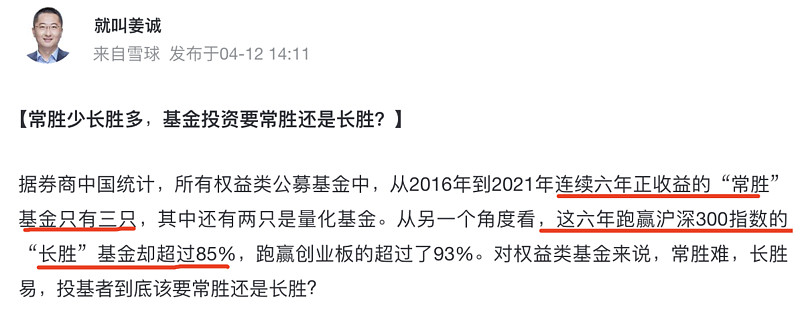 就叫姜诚
来自雪球 发布于04-12 14:11
【常胜少长胜多，基金投资要常胜还是长胜？】
据券商中国统计，所有权益类公募基金中，从2016年到2021年连续六年正收益的“常胜”
基金只有三只，其中还有两只是量化基金。从另一个角度看，这六年跑赢沪深300指数的
“长胜”基金却超过85%，跑赢创业板的超过了93%。对权益类基金来说，常胜难，长胜
易，投基者到底该要常胜还是长胜？